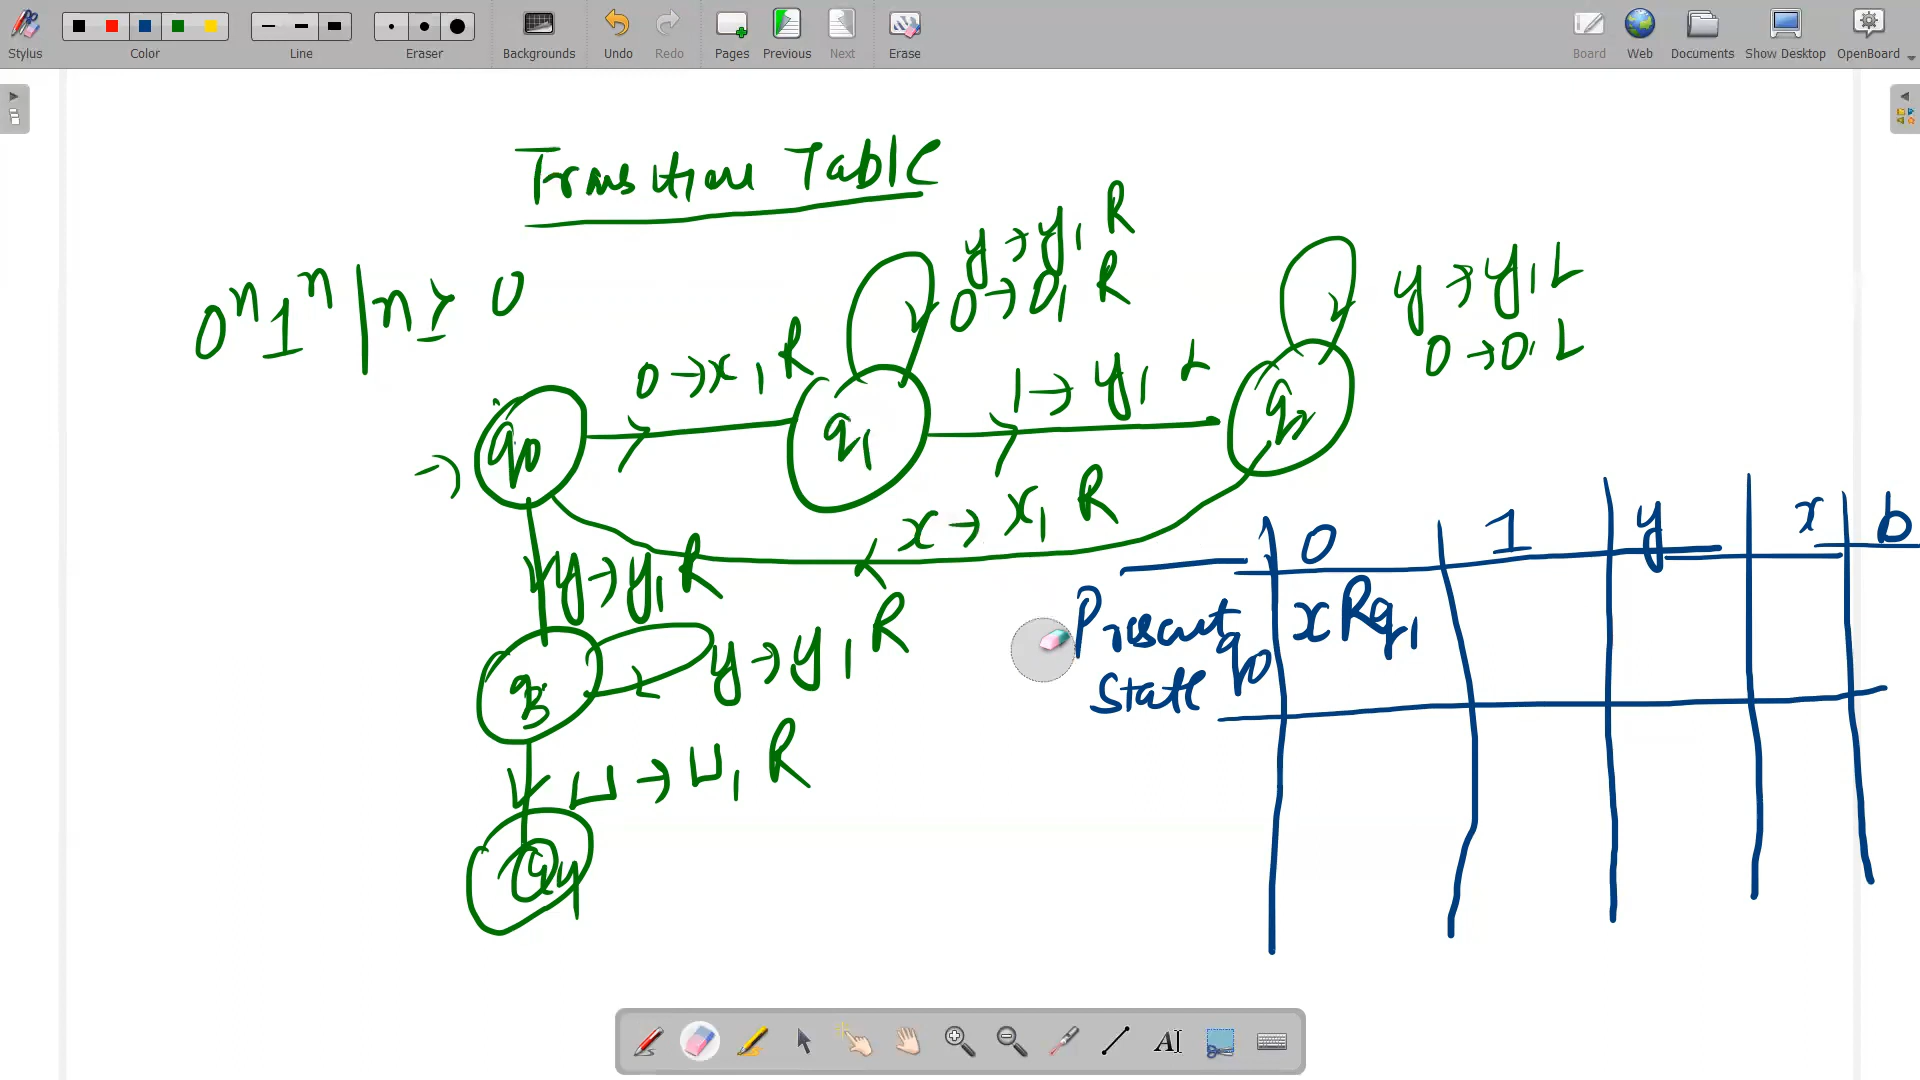 Stylus Color Line Eraser Backgrounds Undo Redo Pages Previous Next Erase Board Web Documents Show Desktop OpenBoard
Transition Table
0ⁿ1ⁿ | n ≥ 0
y → y, R
0 → 0, R
y → y, L
0 → 0, L
0 → x, R
1 → y, L
q0
q1
q2
x → x, R
y → y, R
q3
y → y, R
⊔ → ⊔, R
q4
0 1 y x b
Present State
q0 xRq1